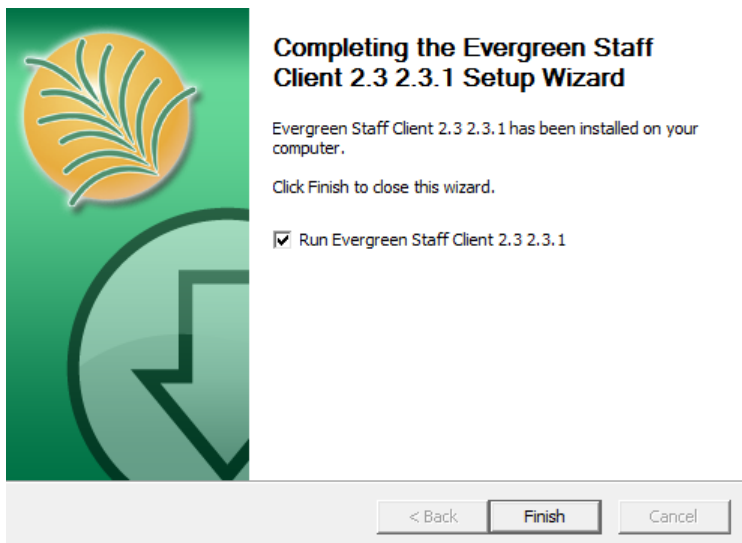 Completing the Evergreen Staff
Client 2.3 2.3.1 Setup Wizard
Evergreen Staff Client 2.3 2.3.1 has been installed on your
computer.
Click Finish to close this wizard.
Run Evergreen Staff Client 2.3 2.3.1
< Back Finish Cancel